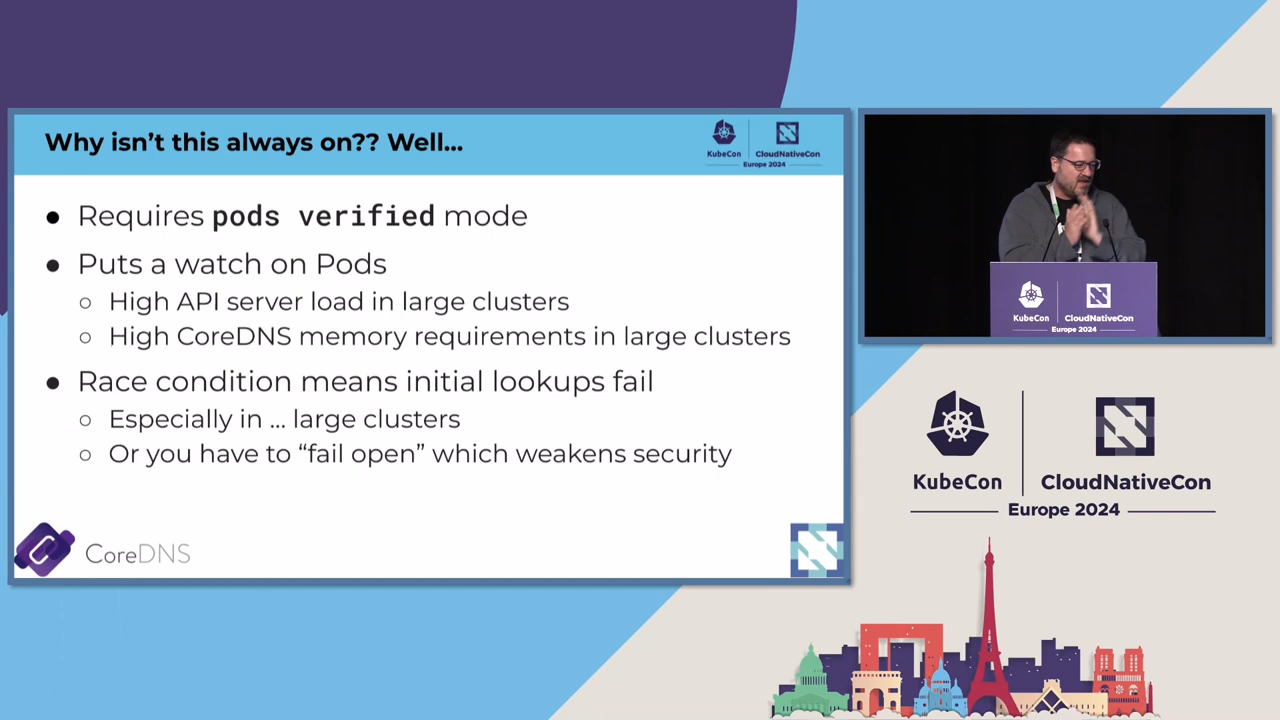 Why isn't this always on?? Well...
KubeCon
CloudNativeCon
Europe 2024
● Requires pods verified mode
● Puts a watch on Pods
○ High API server load in large clusters
○ High CoreDNS memory requirements in large clusters
● Race condition means initial lookups fail
○ Especially in ... large clusters
○ Or you have to “fail open” which weakens security
CoreDNS
KubeCon
CloudNativeCon
Europe 2024
KubeCon
CloudNativeCon
Europe 2024